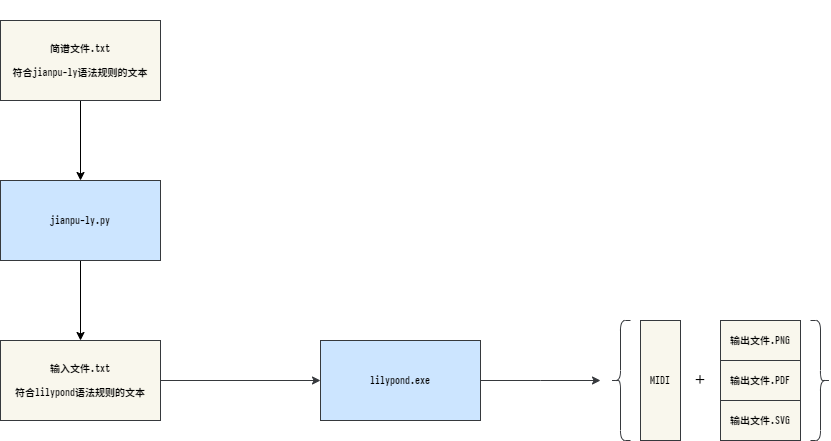 简谱文件.txt
符合jianpu-ly语法规则的文本
jianpu-ly.py
输入文件.txt
符合lilypond语法规则的文本
lilypond.exe
MIDI
+
输出文件.PNG
输出文件.PDF
输出文件.SVG